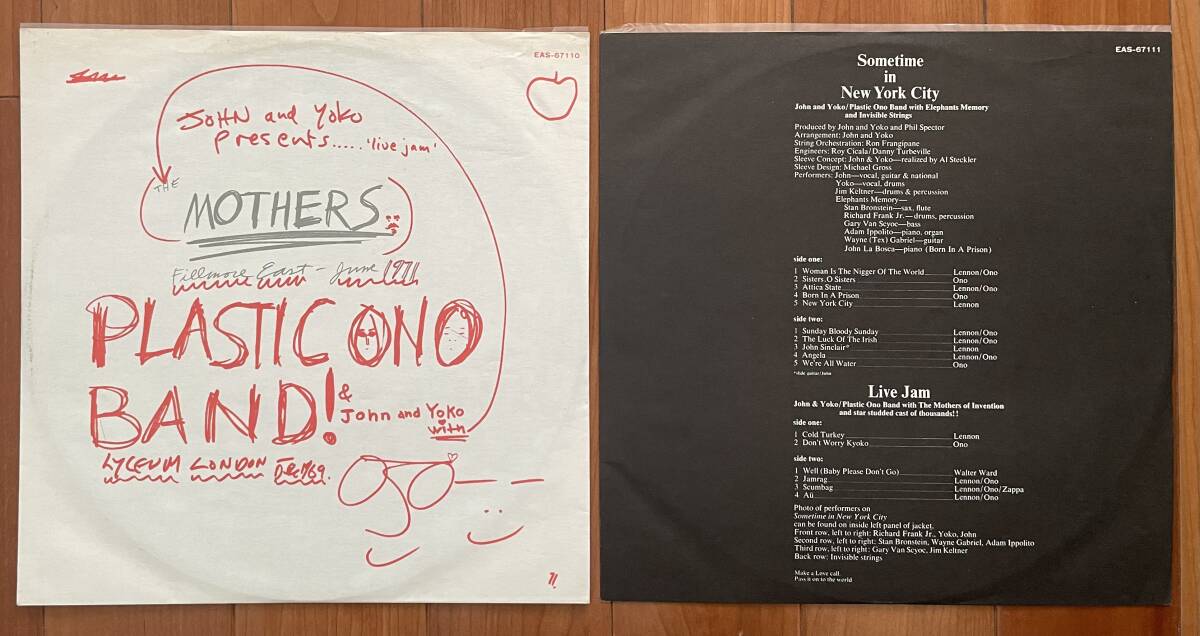 EAS-67110
JOHN and YOKO
Presents..... 'live jam'
THE
MOTHERS
Fillmore East - June 1971
PLASTIC ONO
BAND!
&
John and Yoko
with
LYCEUM LONDON Dec/69.
EAS-67111
Sometime
in
New York City
John and Yoko/Plastic Ono Band with Elephants Memory
and Invisible Strings
Produced by John and Yoko and Phil Spector
Arrangement: John and Yoko
String Orchestration: Ron Frangipane
Engineers: Roy Cicala/Danny Turbeville
Sleeve Concept: John & Yoko—realized by Al Steckler
Sleeve Design: Michael Gross
Performers: John—vocal, guitar & national
Yoko—vocal, drums
Jim Keltner—drums & percussion
Elephants Memory—
Stan Bronstein—sax, flute
Richard Frank Jr.—drums, percussion
Gary Van Scyoc—bass
Adam Ippolito—piano, organ
Wayne (Tex) Gabriel—guitar
John La Bosca—piano (Born In A Prison)
side one:
1 Woman Is The Nigger Of The World Lennon/Ono
2 Sisters, O Sisters Ono
3 Attica State Lennon/Ono
4 Born In A Prison Ono
5 New York City Lennon
side two:
1 Sunday Bloody Sunday Lennon/Ono
2 The Luck Of The Irish Lennon/Ono
3 John Sinclair* Lennon
4 Angela Lennon/Ono
5 We're All Water Ono
*slide guitar/John
Live Jam
John & Yoko/Plastic Ono Band with The Mothers of Invention
and star studded cast of thousands!!
side one:
1 Cold Turkey Lennon
2 Don't Worry Kyoko Ono
side two:
1 Well (Baby Please Don't Go) Walter Ward
2 Jamrag Lennon/Ono
3 Scumbag Lennon/Ono/Zappa
4 Aü Lennon/Ono
Photo of performers on
Sometime in New York City
can be found on inside left panel of jacket.
Front row, left to right: Richard Frank Jr., Yoko, John
Second row, left to right: Stan Bronstein, Wayne Gabriel, Adam Ippolito
Third row, left to right: Gary Van Scyoc, Jim Keltner
Back row: Invisible strings
Make a Love call.
Pass it on to the world